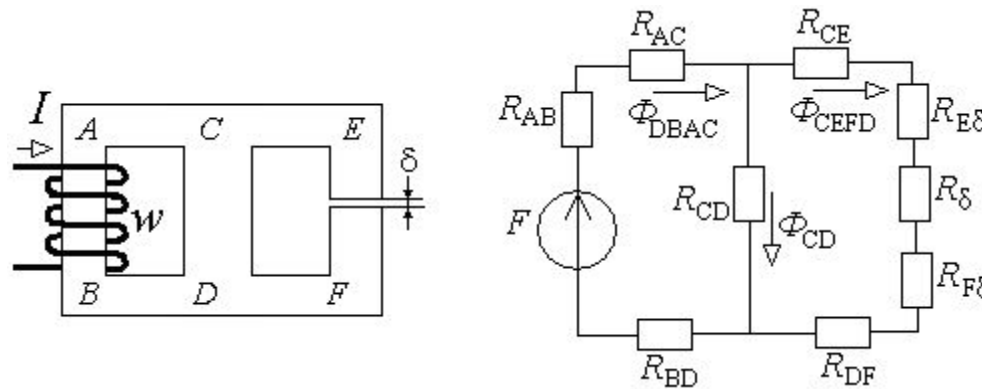 I
A C E
δ
w
B D F
R_AC R_CE
R_AB Φ_DBAC Φ_CEFD R_Eδ
F R_CD Φ_CD R_δ
R_Fδ
R_BD R_DF